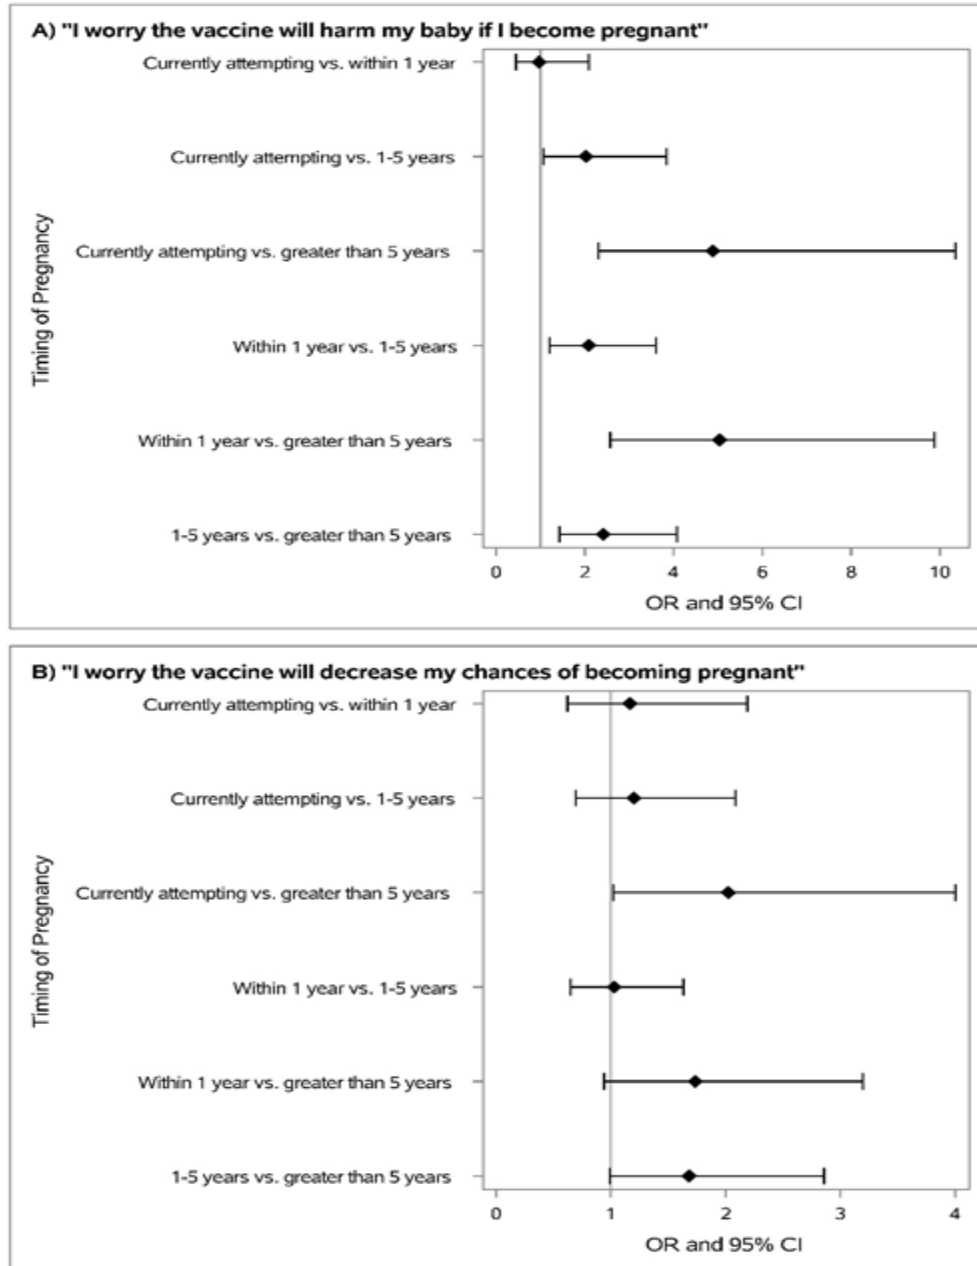 A) "I worry the vaccine will harm my baby if I become pregnant"
Currently attempting vs. within 1 year
Currently attempting vs. 1-5 years
Currently attempting vs. greater than 5 years
Within 1 year vs. 1-5 years
Within 1 year vs. greater than 5 years
1-5 years vs. greater than 5 years
Timing of Pregnancy
0 2 4 6 8 10
OR and 95% CI
B) "I worry the vaccine will decrease my chances of becoming pregnant"
Currently attempting vs. within 1 year
Currently attempting vs. 1-5 years
Currently attempting vs. greater than 5 years
Within 1 year vs. 1-5 years
Within 1 year vs. greater than 5 years
1-5 years vs. greater than 5 years
Timing of Pregnancy
0 1 2 3 4
OR and 95% CI